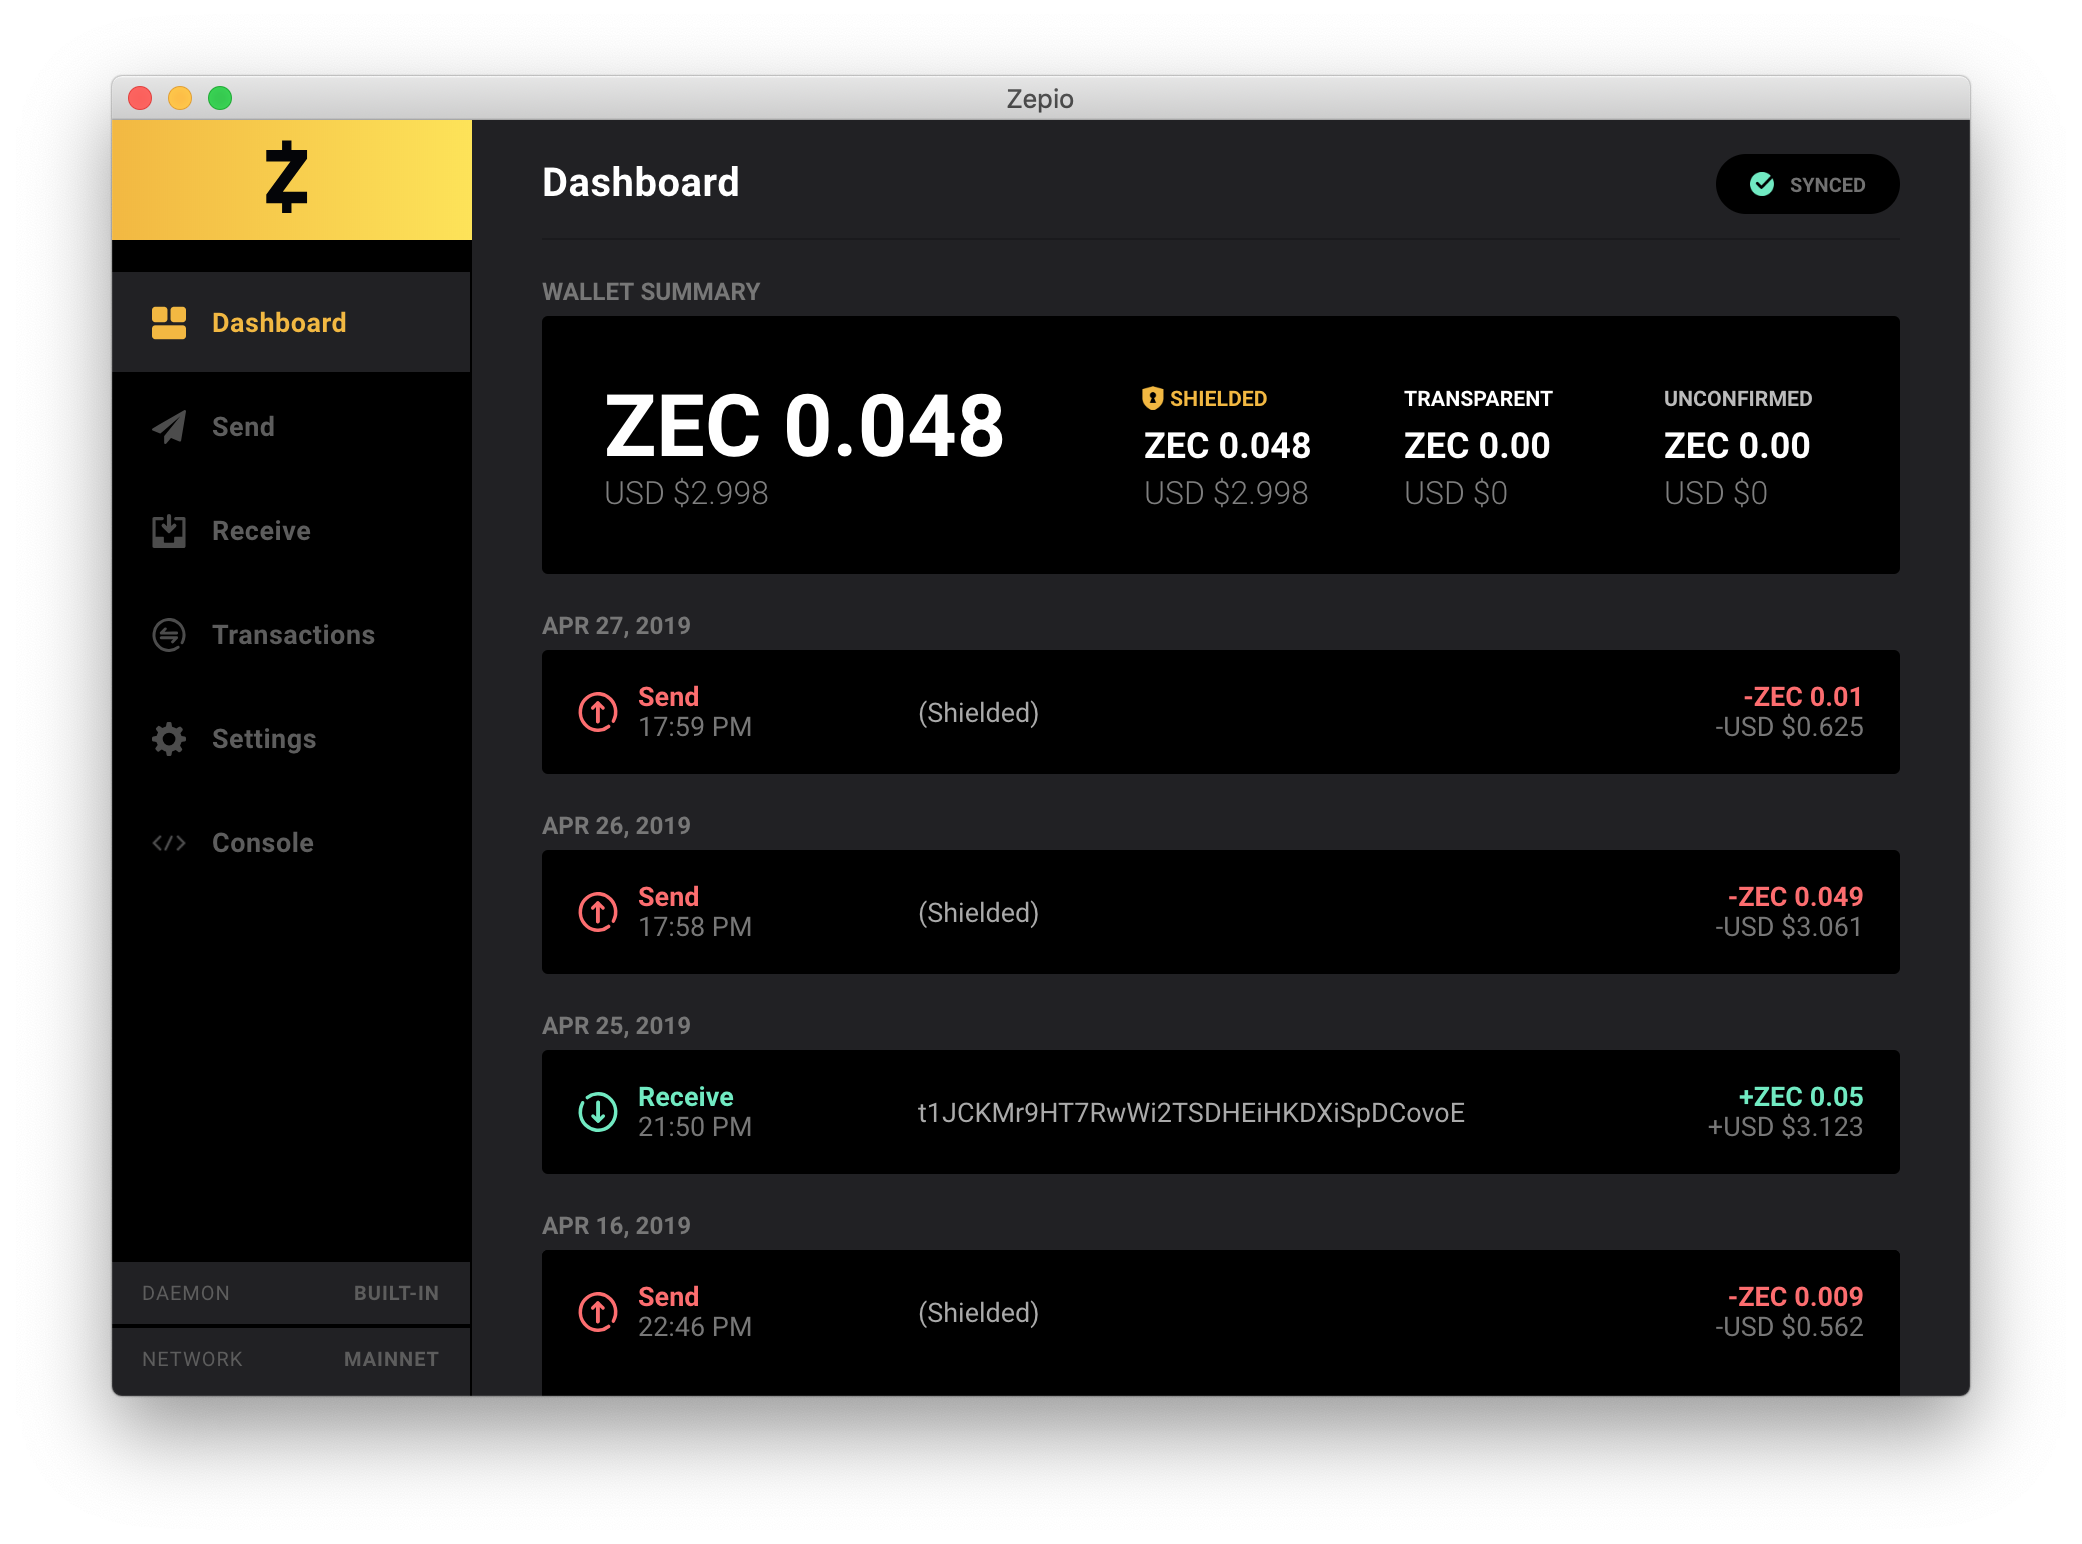 Zepio
Dashboard
SYNCED
Dashboard
Send
Receive
Transactions
Settings
Console
DAEMON BUILT-IN
NETWORK MAINNET
WALLET SUMMARY
ZEC 0.048
USD $2.998
SHIELDED
ZEC 0.048
USD $2.998
TRANSPARENT
ZEC 0.00
USD $0
UNCONFIRMED
ZEC 0.00
USD $0
APR 27, 2019
Send
17:59 PM
(Shielded)
-ZEC 0.01
-USD $0.625
APR 26, 2019
Send
17:58 PM
(Shielded)
-ZEC 0.049
-USD $3.061
APR 25, 2019
Receive
21:50 PM
t1JCKMr9HT7RwWi2TSDHEiHKDXiSpDCovoE
+ZEC 0.05
+USD $3.123
APR 16, 2019
Send
22:46 PM
(Shielded)
-ZEC 0.009
-USD $0.562